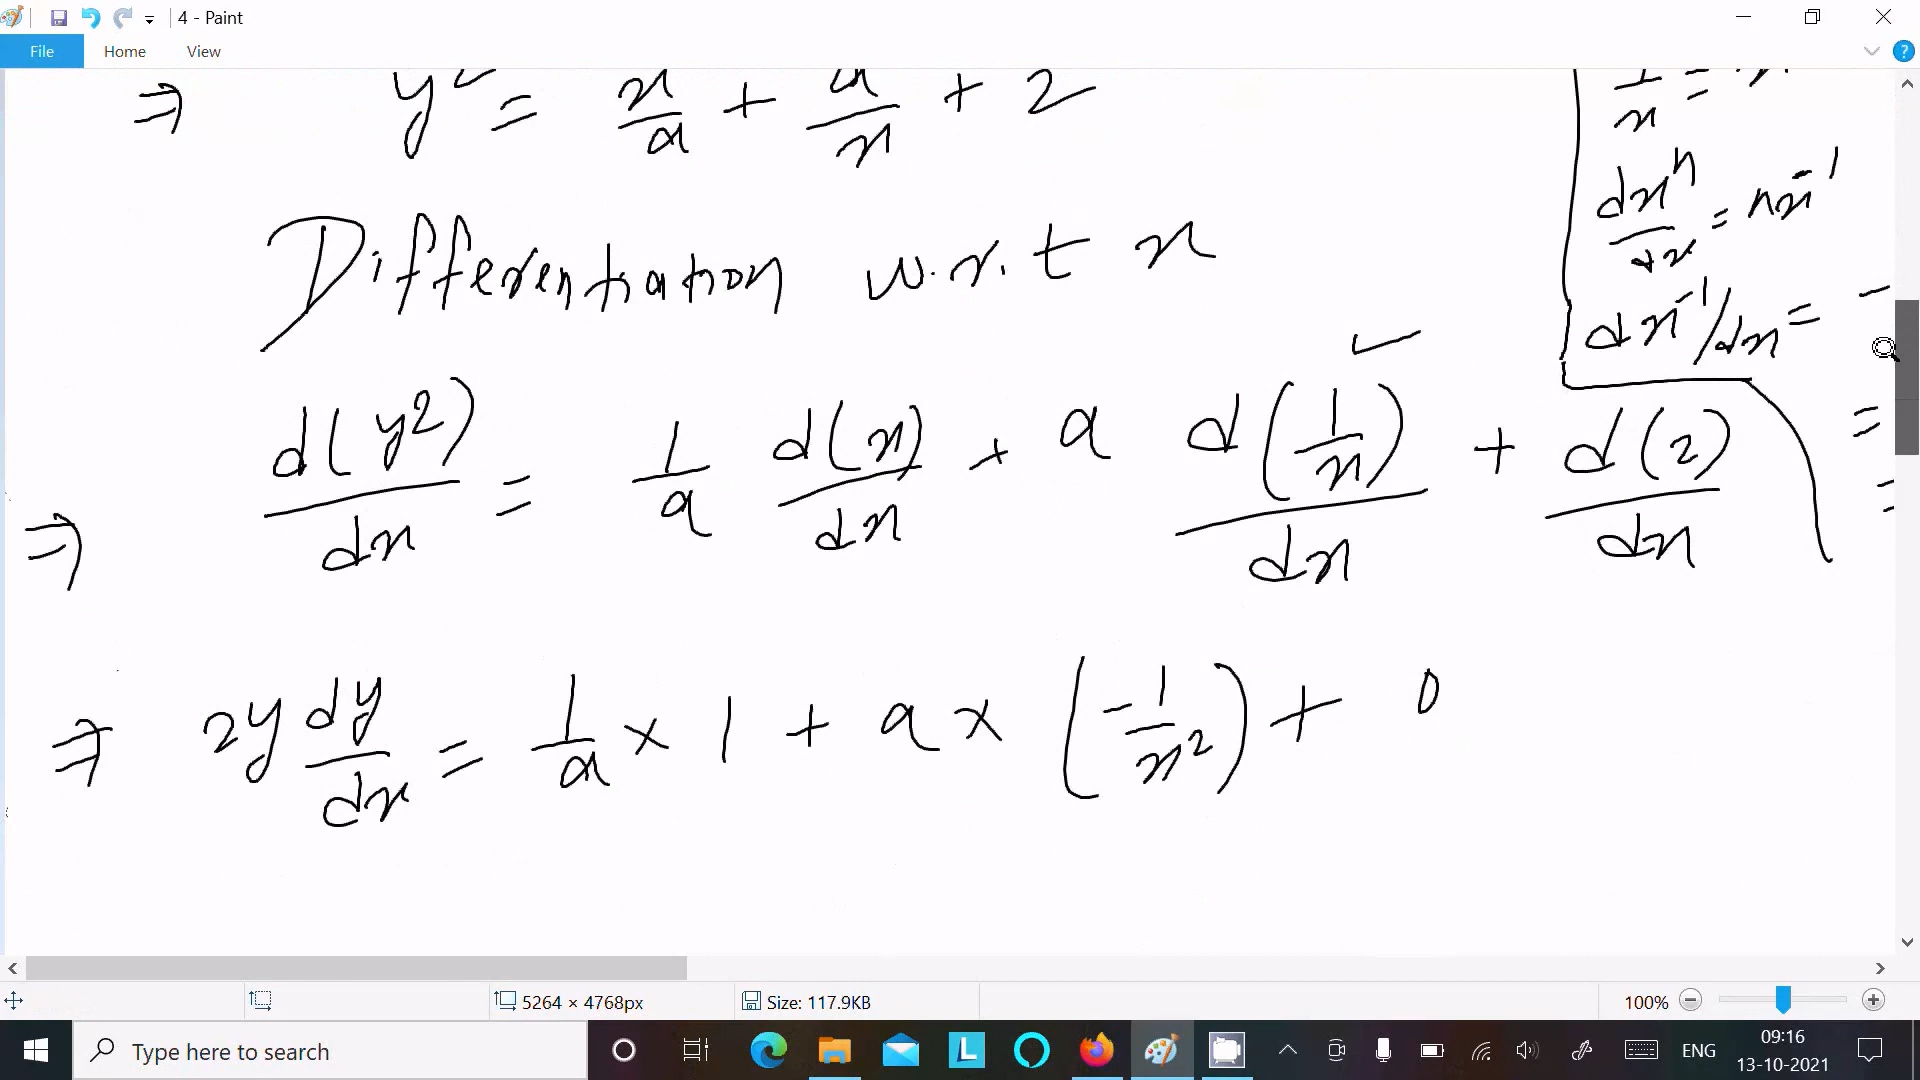 4 - Paint
File Home View
⇒ y² = x/a + a/x + 2
Differentiation w.r.t x
⇒ d(y2)/dx = 1/a d(x)/dx + a d(1/x)/dx + d(2)/dx
⇒ 2y dy/dx = 1/a × 1 + a × (-1/x²) + 0
dxⁿ/dx = nx⁻¹
dx⁻¹/dx = -
=
=
5264 × 4768px Size: 117.9KB 100%
Type here to search L ENG 09:16
13-10-2021